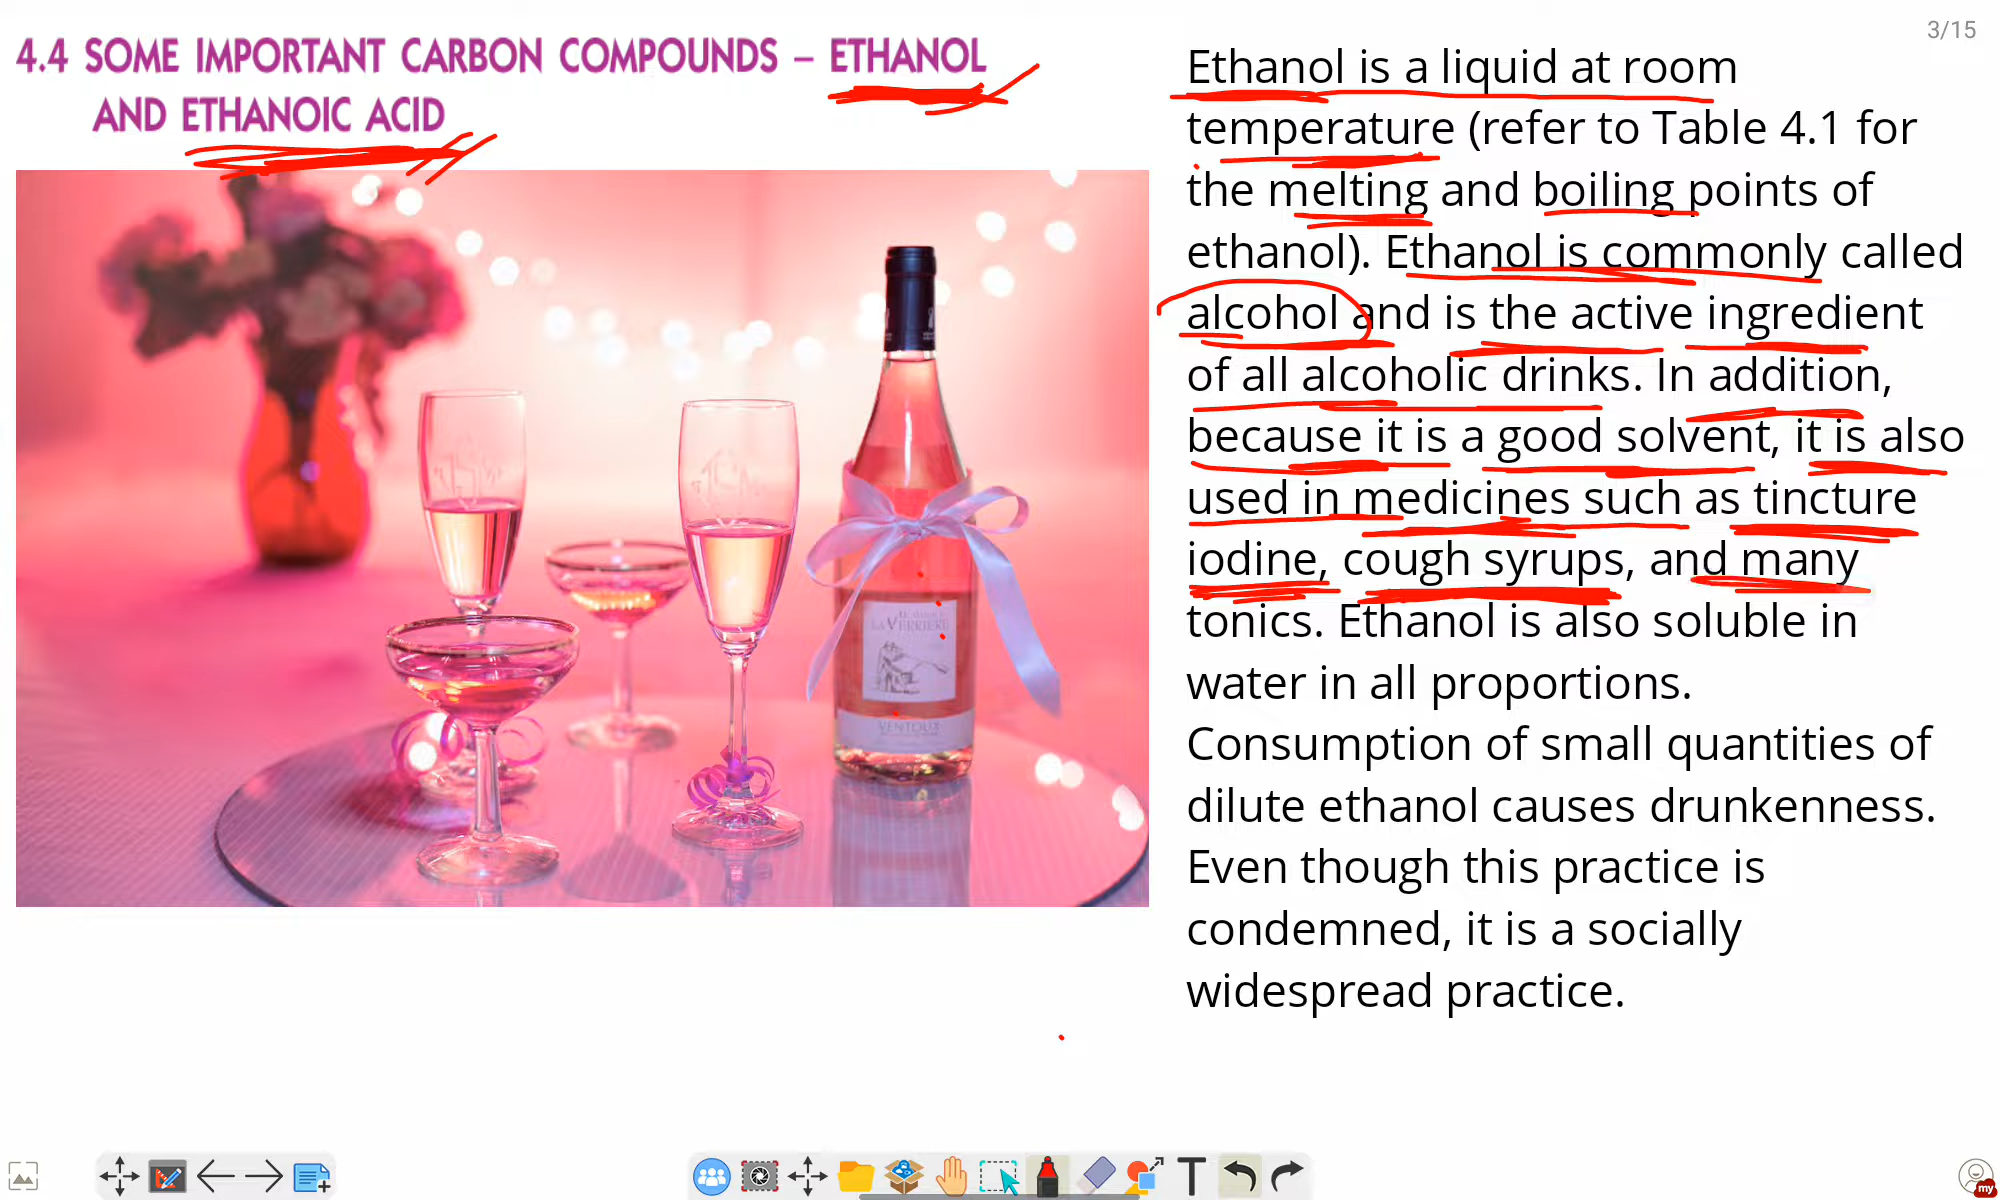 3/15
4.4 SOME IMPORTANT CARBON COMPOUNDS – ETHANOL
AND ETHANOIC ACID
Ethanol is a liquid at room
temperature (refer to Table 4.1 for
the melting and boiling points of
ethanol). Ethanol is commonly called
alcohol and is the active ingredient
of all alcoholic drinks. In addition,
because it is a good solvent, it is also
used in medicines such as tincture
iodine, cough syrups, and many
tonics. Ethanol is also soluble in
water in all proportions.
Consumption of small quantities of
dilute ethanol causes drunkenness.
Even though this practice is
condemned, it is a socially
widespread practice.
LA VERRIERE
VENTOUX
T
my